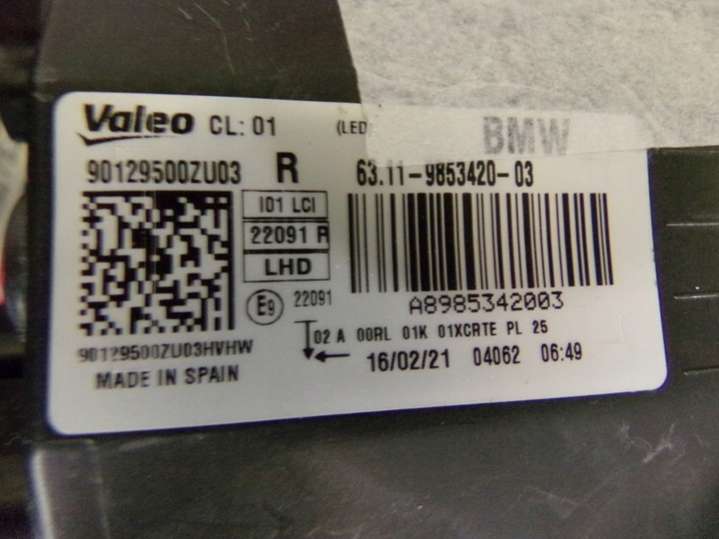 Valeo CL: 01 (LED BMW
90129500ZU03 R 63.11-9853420-03
I01 LCI
22091 R
LHD
E9 22091
A8985342003
02 A 00RL 01K 01XCRTE PL 25
90129500ZU03HVHW
16/02/21 04062 06:49
MADE IN SPAIN